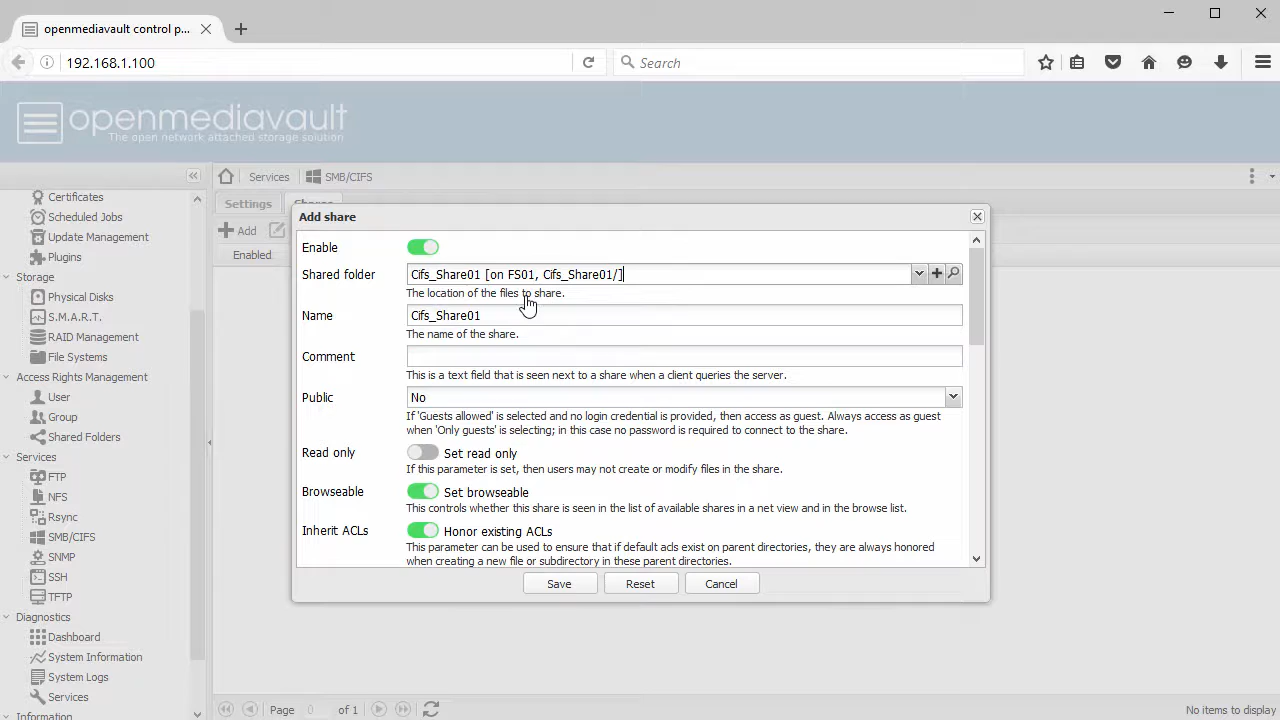 openmediavault control p...
192.168.1.100
Search
openmediavault
The open network attached storage solution
Services
SMB/CIFS
Certificates
Scheduled Jobs
Update Management
Plugins
Storage
Physical Disks
S.M.A.R.T.
RAID Management
File Systems
Access Rights Management
User
Group
Shared Folders
Services
FTP
NFS
Rsync
SMB/CIFS
SNMP
SSH
TFTP
Diagnostics
Dashboard
System Information
System Logs
Services
Information
Settings
Shares
Add
Enabled
Add share
Enable
Shared folder
Cifs_Share01 [on FS01, Cifs_Share01/]
The location of the files to share.
Name
Cifs_Share01
The name of the share.
Comment
This is a text field that is seen next to a share when a client queries the server.
Public
No
If 'Guests allowed' is selected and no login credential is provided, then access as guest. Always access as guest
when 'Only guests' is selecting; in this case no password is required to connect to the share.
Read only
Set read only
If this parameter is set, then users may not create or modify files in the share.
Browseable
Set browseable
This controls whether this share is seen in the list of available shares in a net view and in the browse list.
Inherit ACLs
Honor existing ACLs
This parameter can be used to ensure that if default acls exist on parent directories, they are always honored
when creating a new file or subdirectory in these parent directories.
Save
Reset
Cancel
Page
0
of 1
No items to display